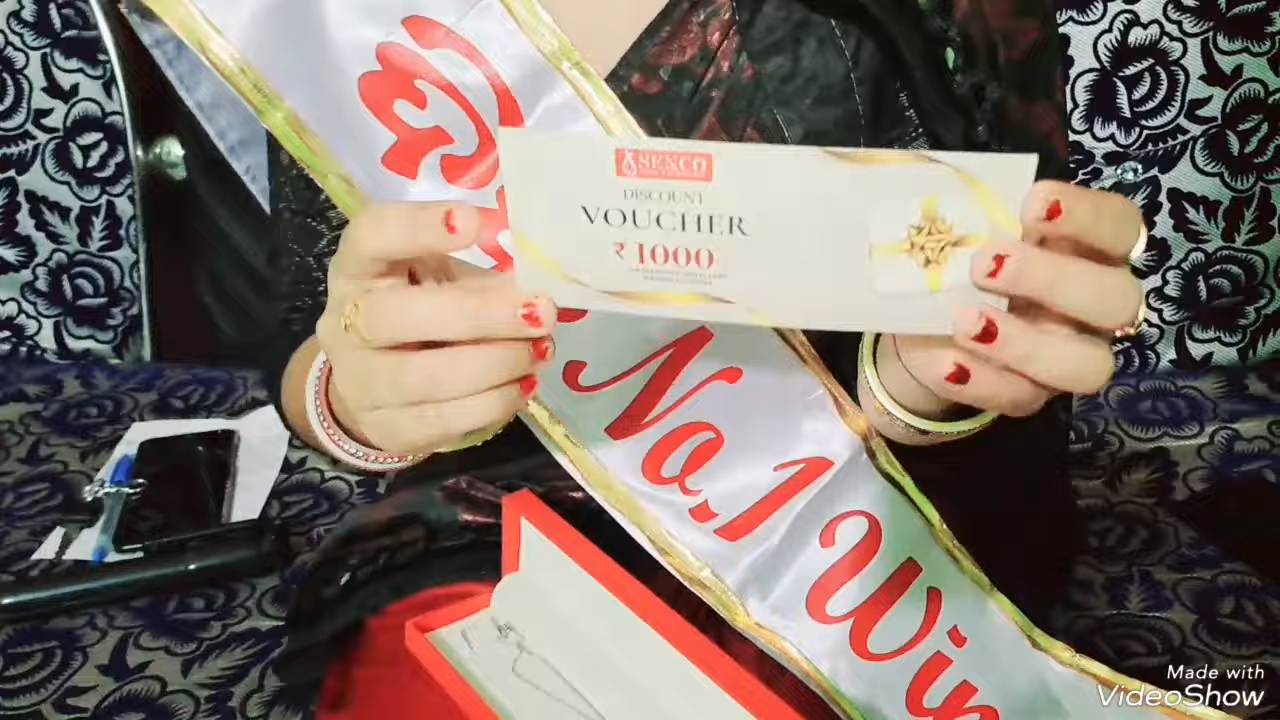 SENCO
DISCOUNT
VOUCHER
₹1000
No.1 Win
Made with
VideoShow